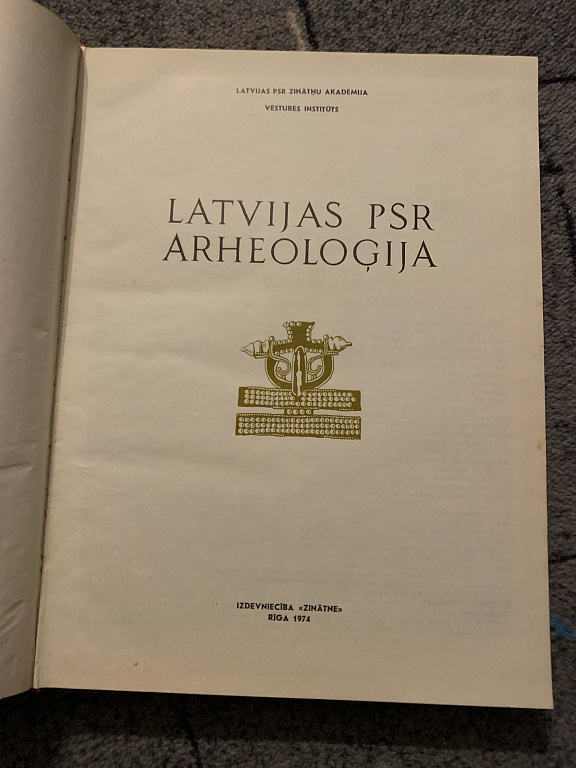 LATVIJAS PSR ZINĀTŅU AKADĒMIJA
VĒSTURES INSTITŪTS
LATVIJAS PSR
ARHEOLOĢIJA
IZDEVNIECĪBA «ZINĀTNE»
RĪGA 1974